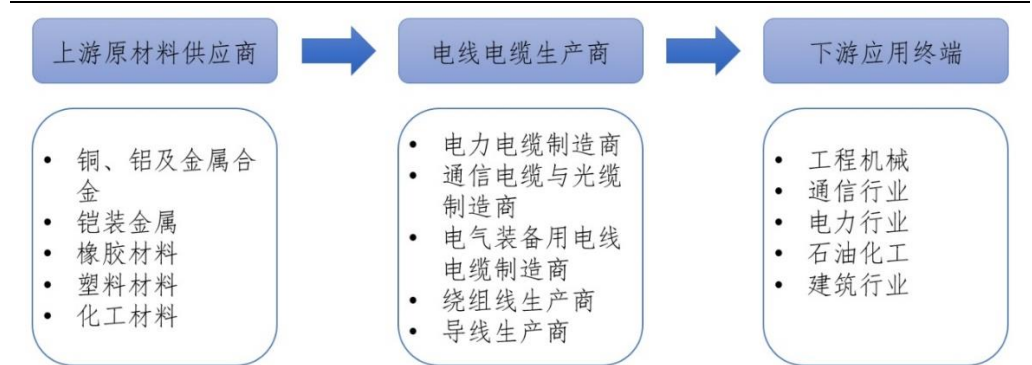 上游原材料供应商
电线电缆生产商
下游应用终端
• 铜、铝及金属合
金
• 铠装金属
• 橡胶材料
• 塑料材料
• 化工材料
• 电力电缆制造商
• 通信电缆与光缆
制造商
• 电气装备用电线
电缆制造商
• 绕组线生产商
• 导线生产商
• 工程机械
• 通信行业
• 电力行业
• 石油化工
• 建筑行业